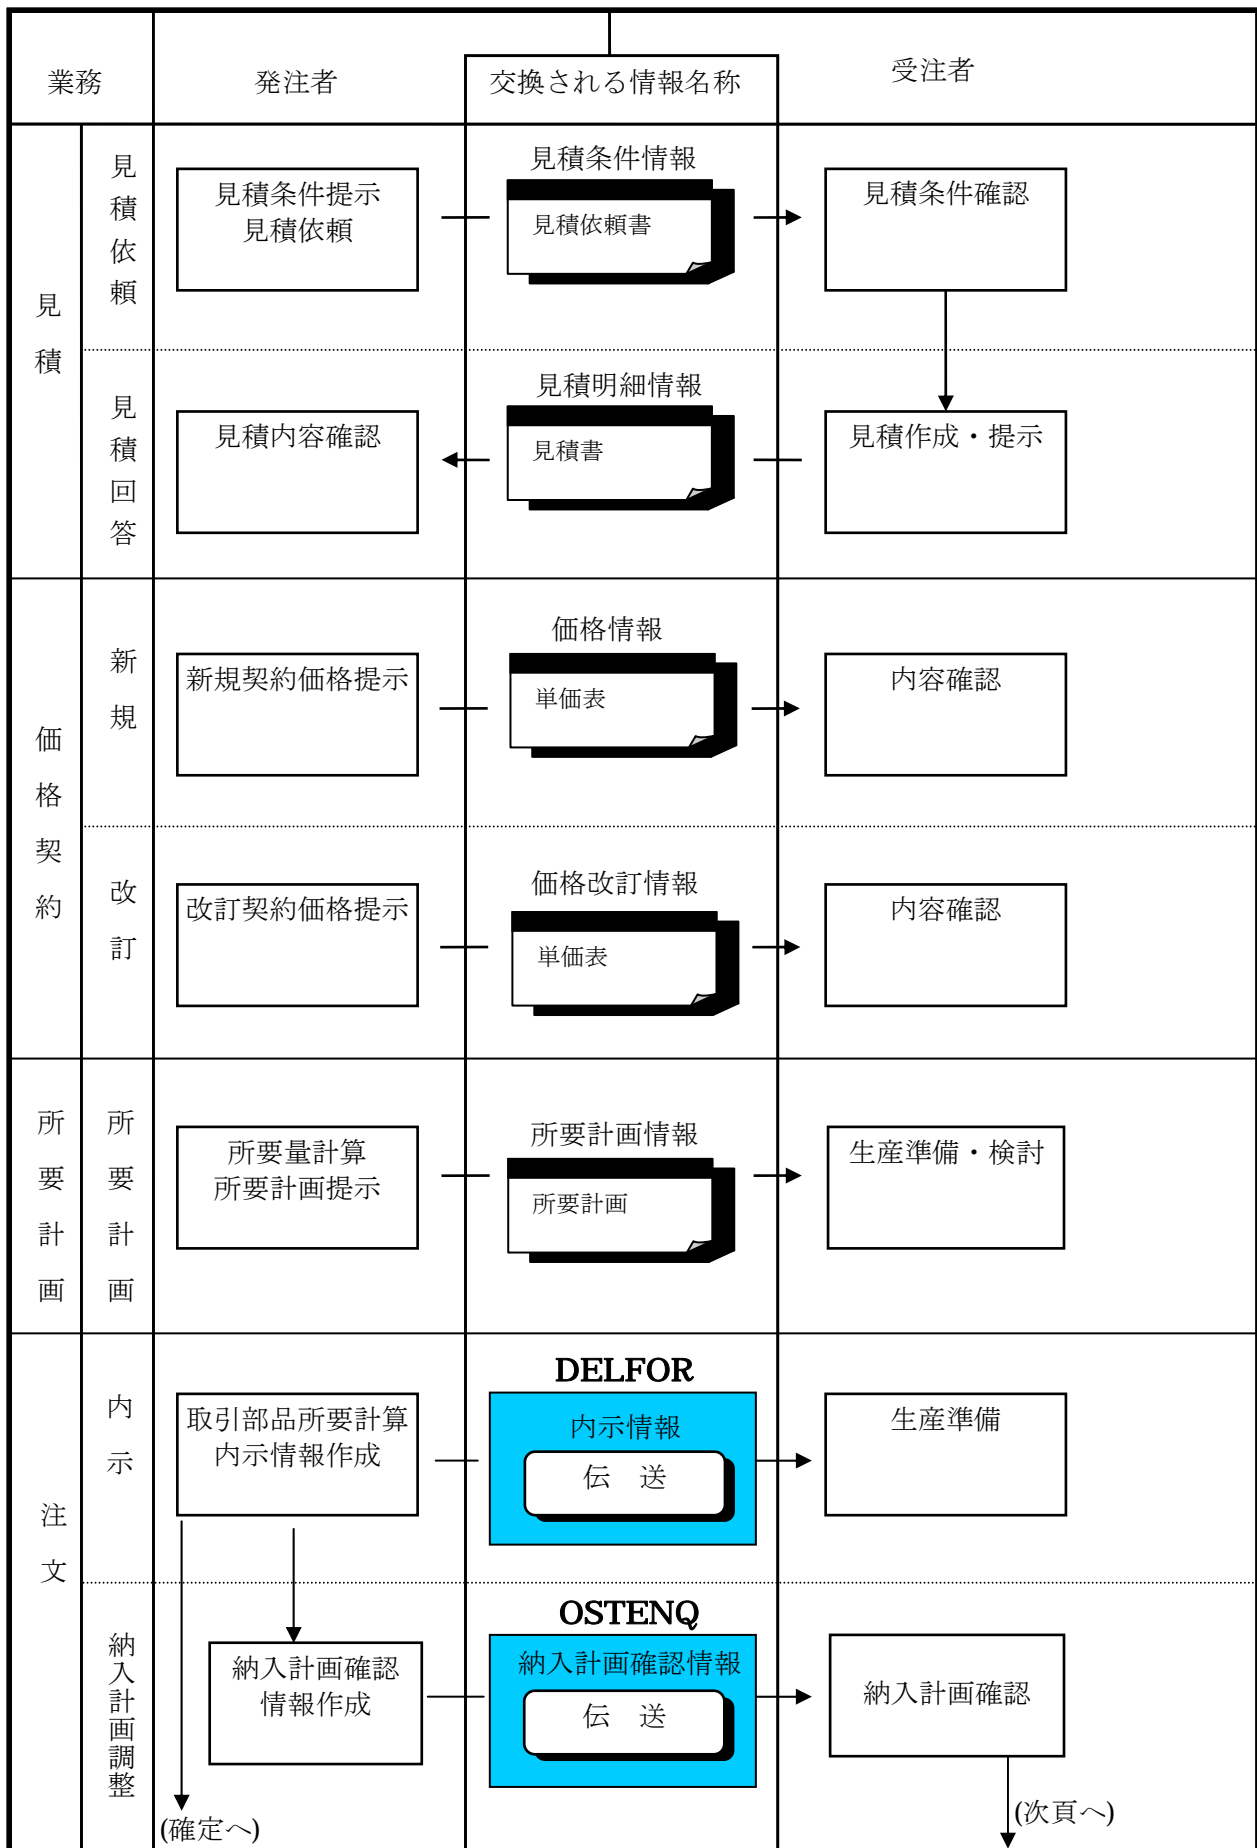 業務
発注者
交換される情報名称
受注者
見積
見積依頼
見積条件提示
見積依頼
見積条件情報
見積依頼書
見積条件確認
見積回答
見積内容確認
見積明細情報
見積書
見積作成・提示
価格契約
新規
新規契約価格提示
価格情報
単価表
内容確認
改訂
改訂契約価格提示
価格改訂情報
単価表
内容確認
所要計画
所要計画
所要量計算
所要計画提示
所要計画情報
所要計画
生産準備・検討
注文
内示
取引部品所要計算
内示情報作成
DELFOR
内示情報
伝　送
生産準備
納入計画調整
納入計画確認
情報作成
OSTENQ
納入計画確認情報
伝　送
納入計画確認
(確定へ)
(次頁へ)